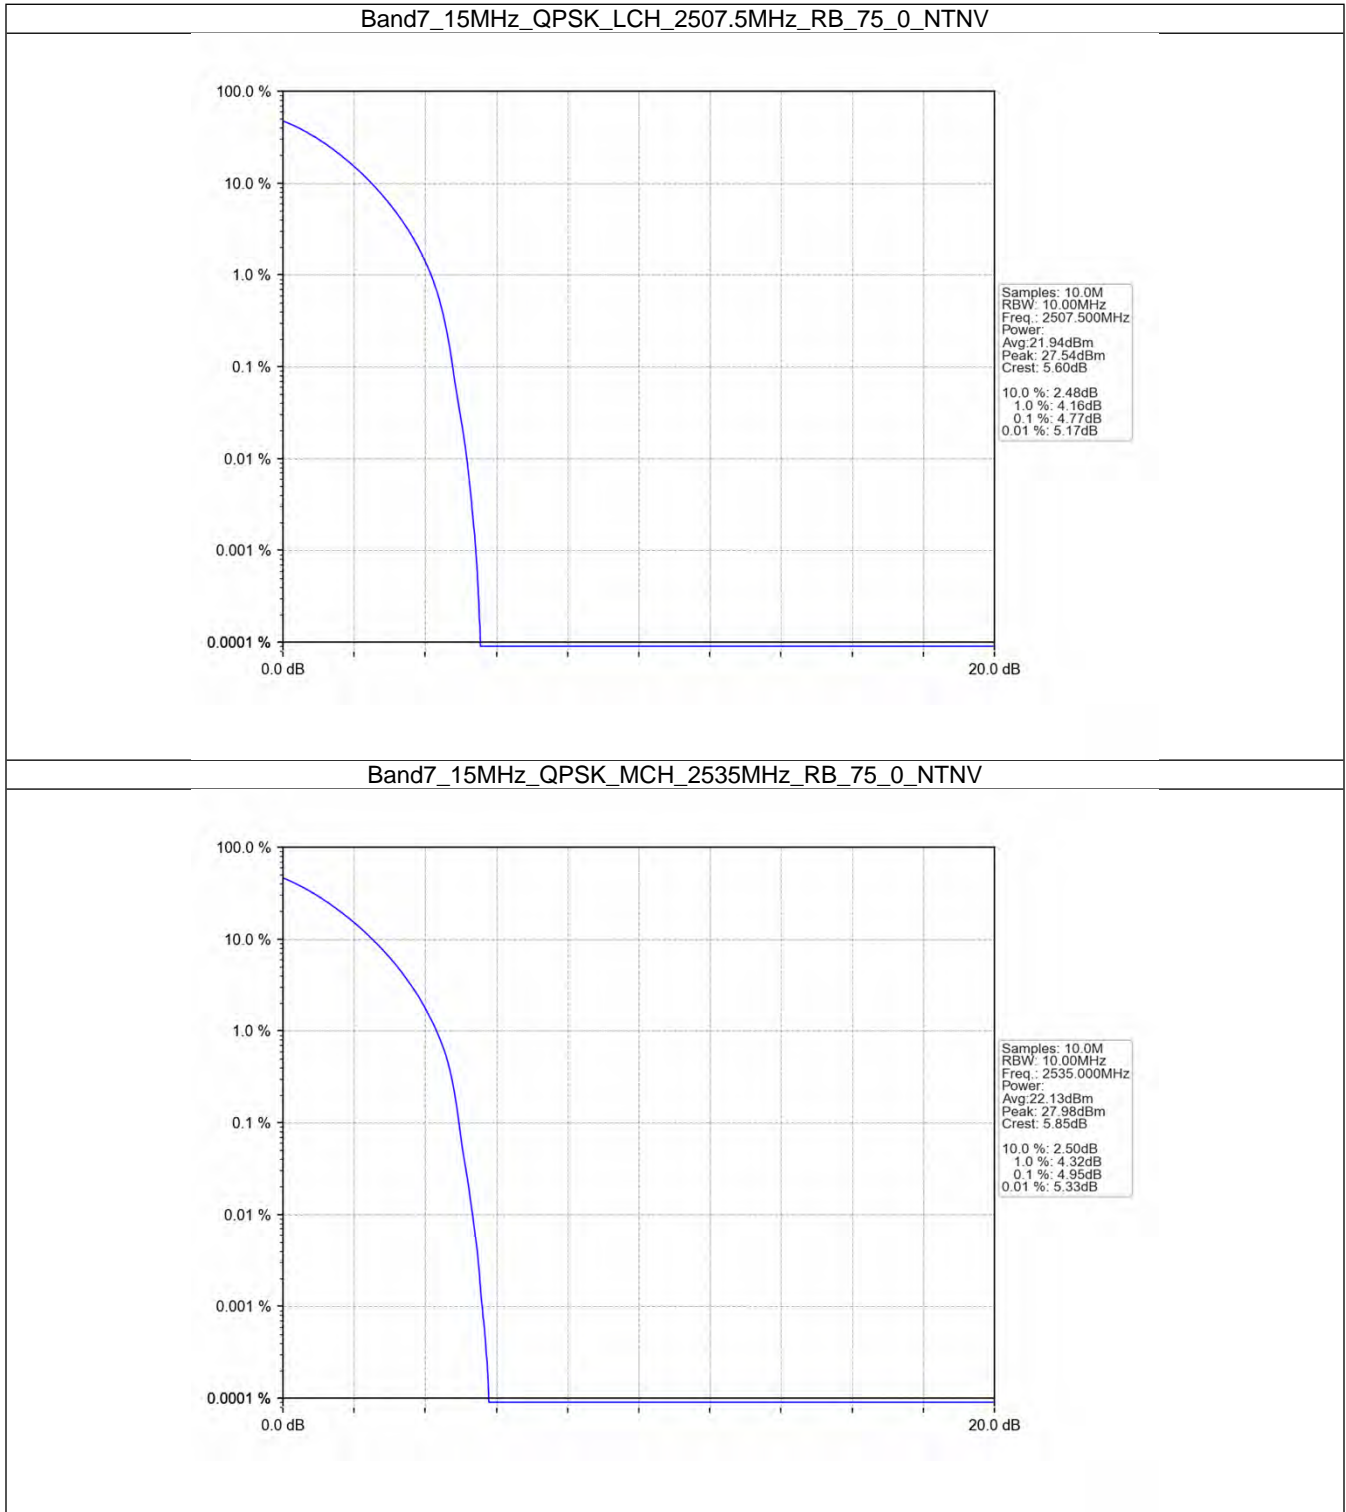 Band7_15MHz_QPSK_LCH_2507.5MHz_RB_75_0_NTNV
100.0 %
10.0 %
1.0 %
0.1 %
0.01 %
0.001 %
0.0001 %
0.0 dB
20.0 dB
Samples: 10.0M
RBW: 10.00MHz
Freq.: 2507.500MHz
Power:
Avg:21.94dBm
Peak: 27.54dBm
Crest: 5.60dB
10.0 %: 2.48dB
1.0 %: 4.16dB
0.1 %: 4.77dB
0.01 %: 5.17dB
Band7_15MHz_QPSK_MCH_2535MHz_RB_75_0_NTNV
100.0 %
10.0 %
1.0 %
0.1 %
0.01 %
0.001 %
0.0001 %
0.0 dB
20.0 dB
Samples: 10.0M
RBW: 10.00MHz
Freq.: 2535.000MHz
Power:
Avg:22.13dBm
Peak: 27.98dBm
Crest: 5.85dB
10.0 %: 2.50dB
1.0 %: 4.32dB
0.1 %: 4.95dB
0.01 %: 5.33dB